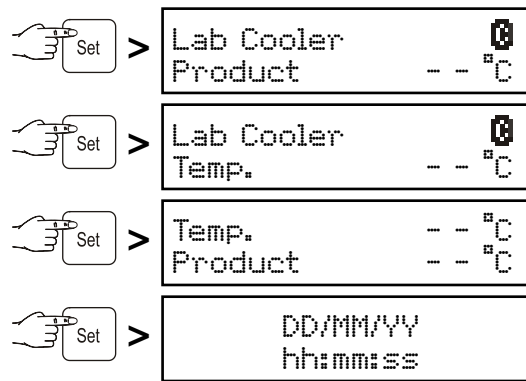 Set > Lab Cooler
Product -- °C
Set > Lab Cooler
Temp. -- °C
Set > Temp. -- °C
Product -- °C
Set > DD/MM/YY
hh:mm:ss